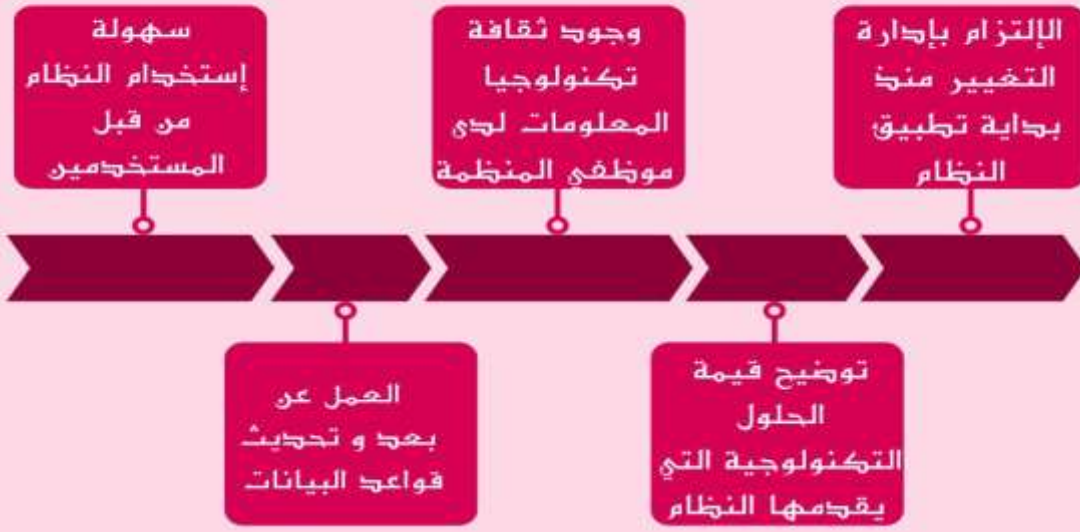 الإلتزام بإدارة
التغيير منذ
بداية تطبيق
النظام
توضيح قيمة
الحلول
التكنولوجية التي
يقدمها النظام
وجود ثقافة
تكنولوجيا
المعلومات لدى
موظفي المنظمة
العمل عن
بعد و تحديث
قواعد البيانات
سهولة
إستخدام النظام
من قبل
المستخدمين